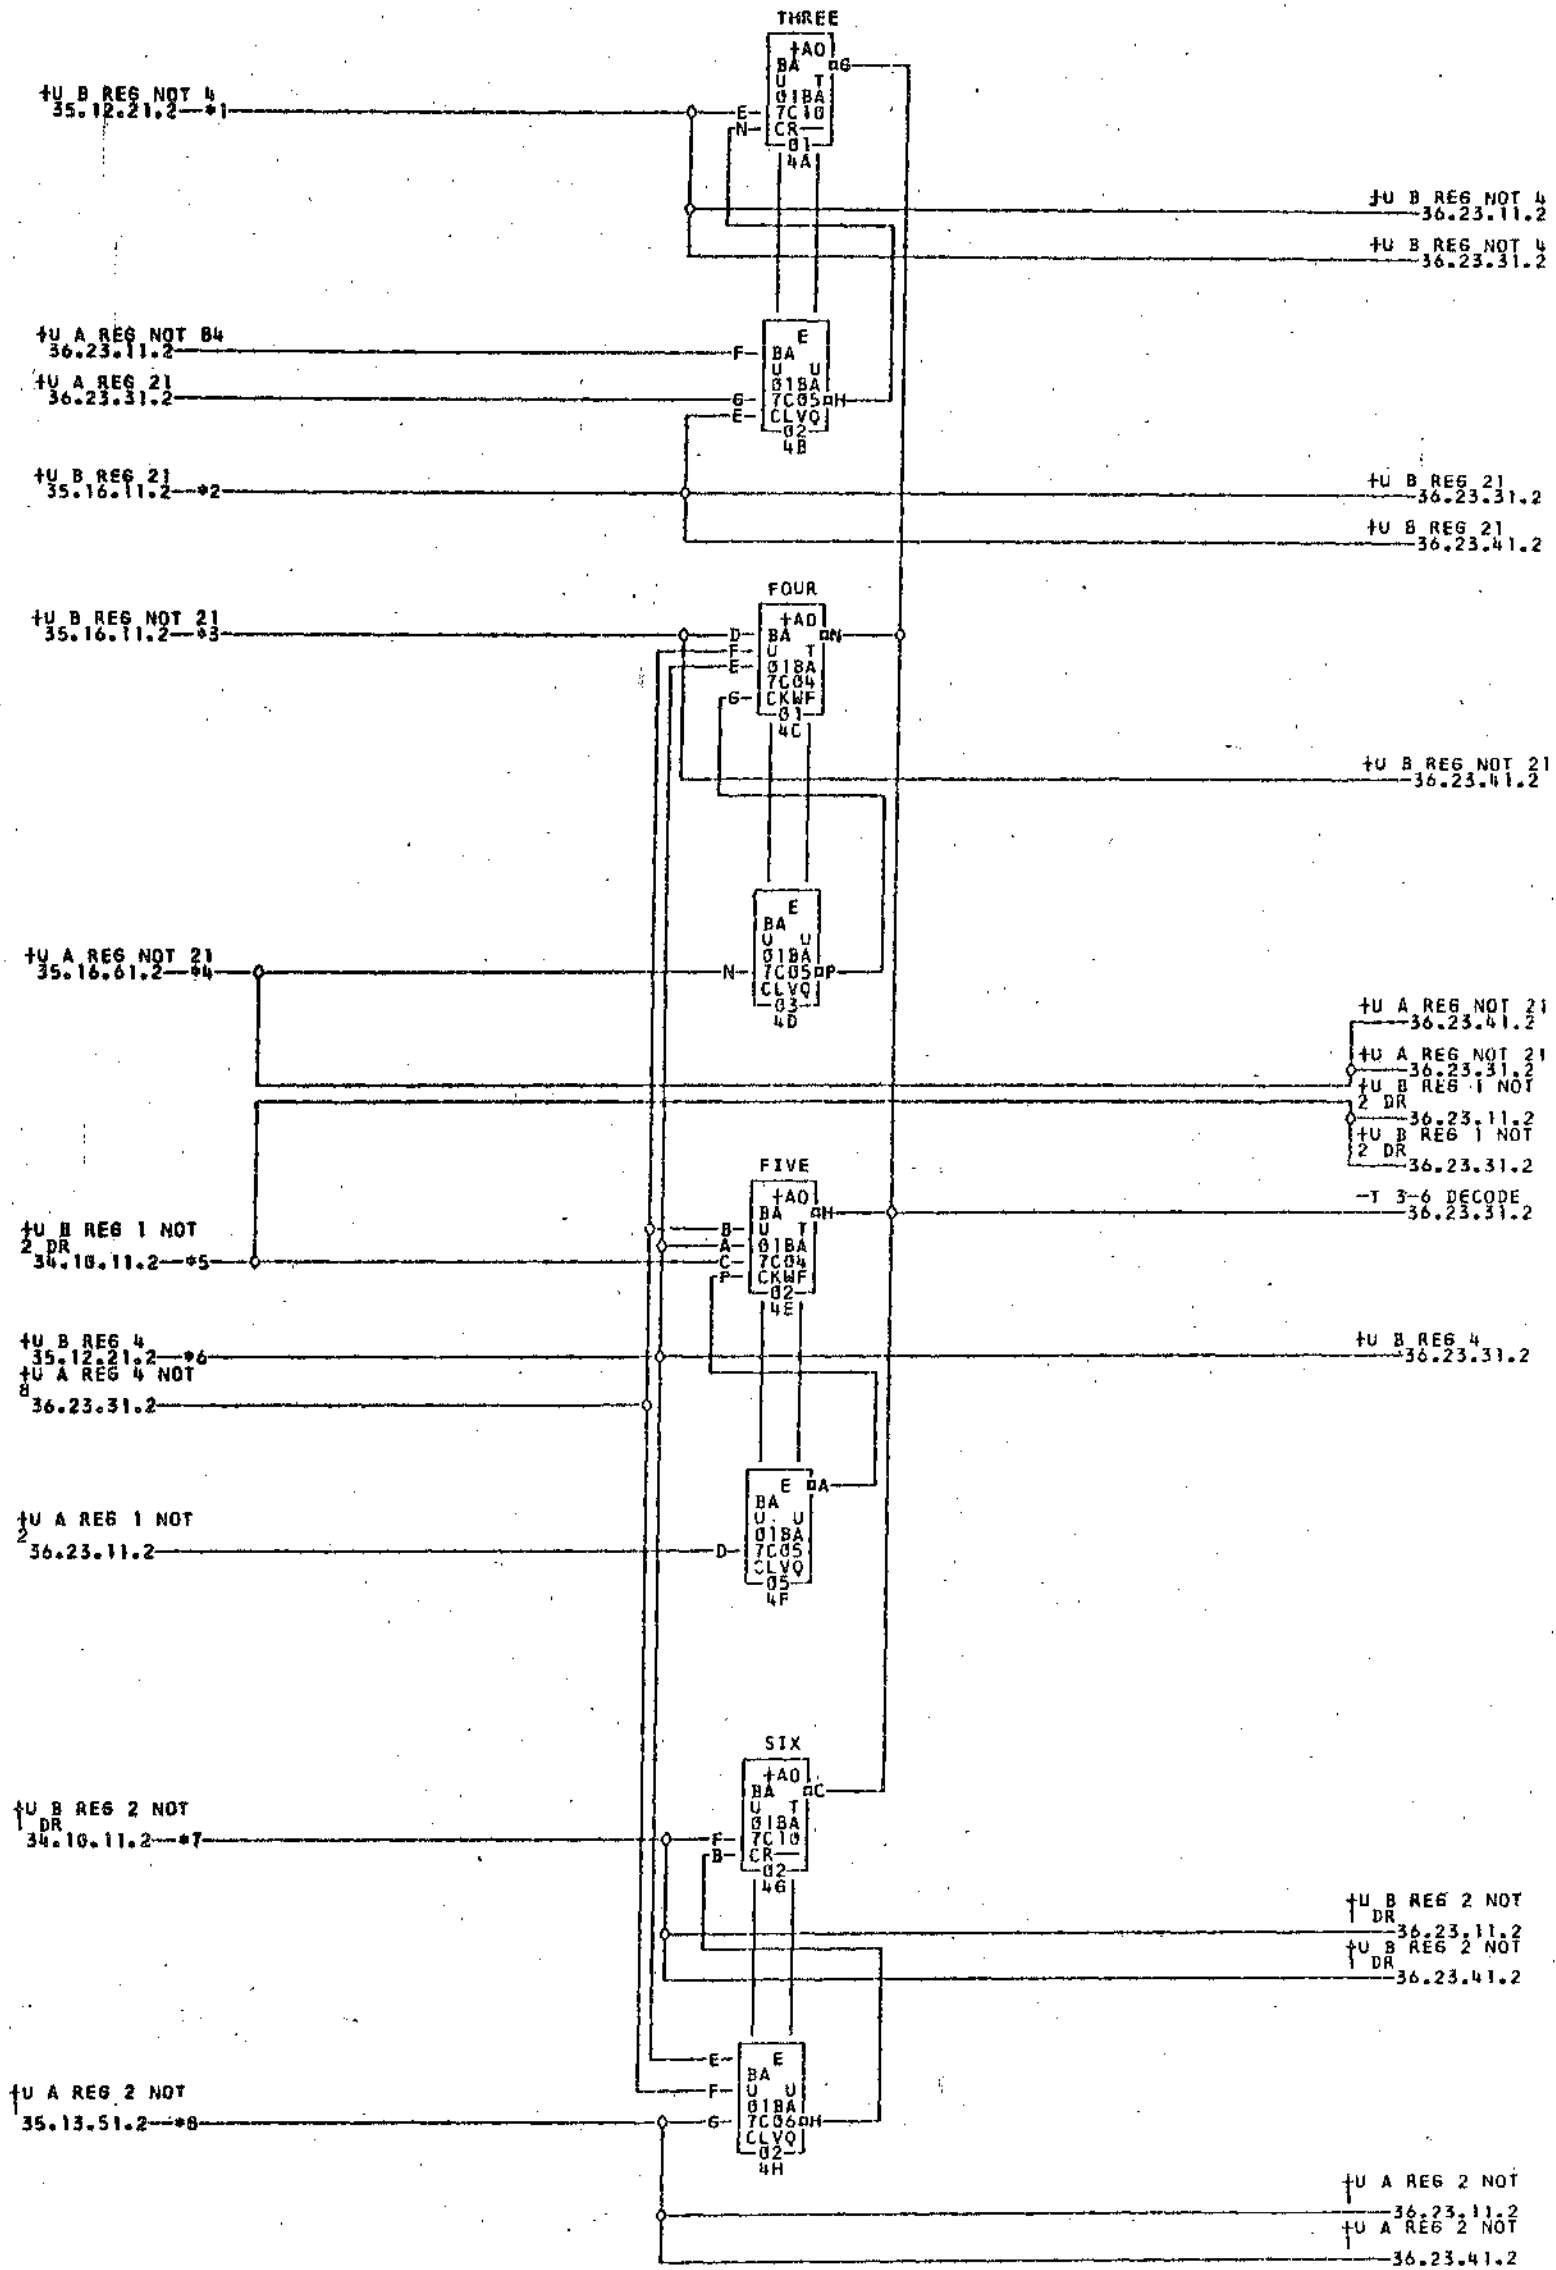 THREE
+AO
BA G
U T
01BA
E 7C10
N CR
01
4A
+U B REG NOT 4
35.12.21.2 *1
+U B REG NOT 4
36.23.11.2
+U B REG NOT 4
36.23.31.2
+U A REG NOT 84
36.23.11.2
+U A REG 21
36.23.31.2
E
F BA
U U
01BA
G 7C05 H
E CLVQ
02
4B
+U B REG 21
35.16.11.2 *2
+U B REG 21
36.23.31.2
+U B REG 21
36.23.41.2
FOUR
+U B REG NOT 21
35.16.11.2 *3
+AO
D BA N
F U T
E 01BA
7C04
G CKWF
01
4C
+U B REG NOT 21
36.23.41.2
+U A REG NOT 21
35.16.61.2 *4
E
BA
U U
01BA
N 7C05 P
CLVQ
03
4D
+U A REG NOT 21
36.23.41.2
+U A REG NOT 21
36.23.31.2
+U B REG 1 NOT
2 DR
36.23.11.2
+U B REG 1 NOT
2 DR
36.23.31.2
FIVE
+AO
BA H
B U T
A 01BA
C 7C04
P CKWF
02
4E
-T 3-6 DECODE
36.23.31.2
+U B REG 1 NOT
2 DR
34.10.11.2 *5
+U B REG 4
35.12.21.2 *6
+U A REG 4 NOT
8
36.23.31.2
+U B REG 4
36.23.31.2
+U A REG 1 NOT
2
36.23.11.2
E A
BA
U U
01BA
D 7C05
CLVQ
05
4F
SIX
+AO
BA C
U T
01BA
F 7C10
B CR
02
4G
+U B REG 2 NOT
1 DR
34.10.11.2 *7
+U B REG 2 NOT
1 DR
36.23.11.2
+U B REG 2 NOT
1 DR
36.23.41.2
E E
BA
F U U
01BA
G 7C06 H
CLVQ
02
4H
+U A REG 2 NOT
1
35.13.51.2 *8
+U A REG 2 NOT
1
36.23.11.2
+U A REG 2 NOT
1
36.23.41.2